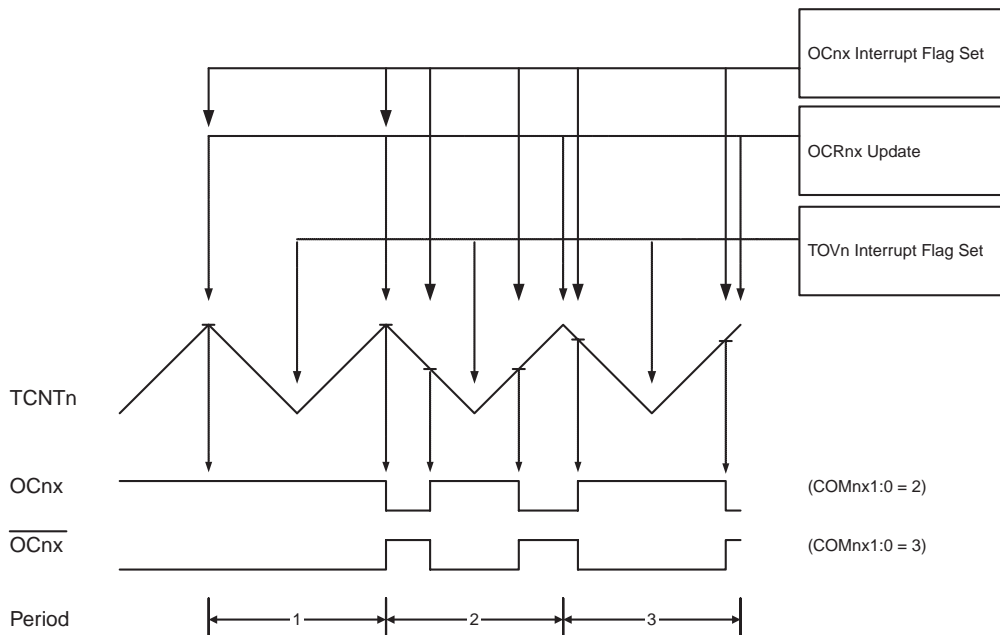 OCnx Interrupt Flag Set
OCRnx Update
TOVn Interrupt Flag Set
TCNTn
OCnx
(COMnx1:0 = 2)
OCnx
(COMnx1:0 = 3)
Period
1
2
3